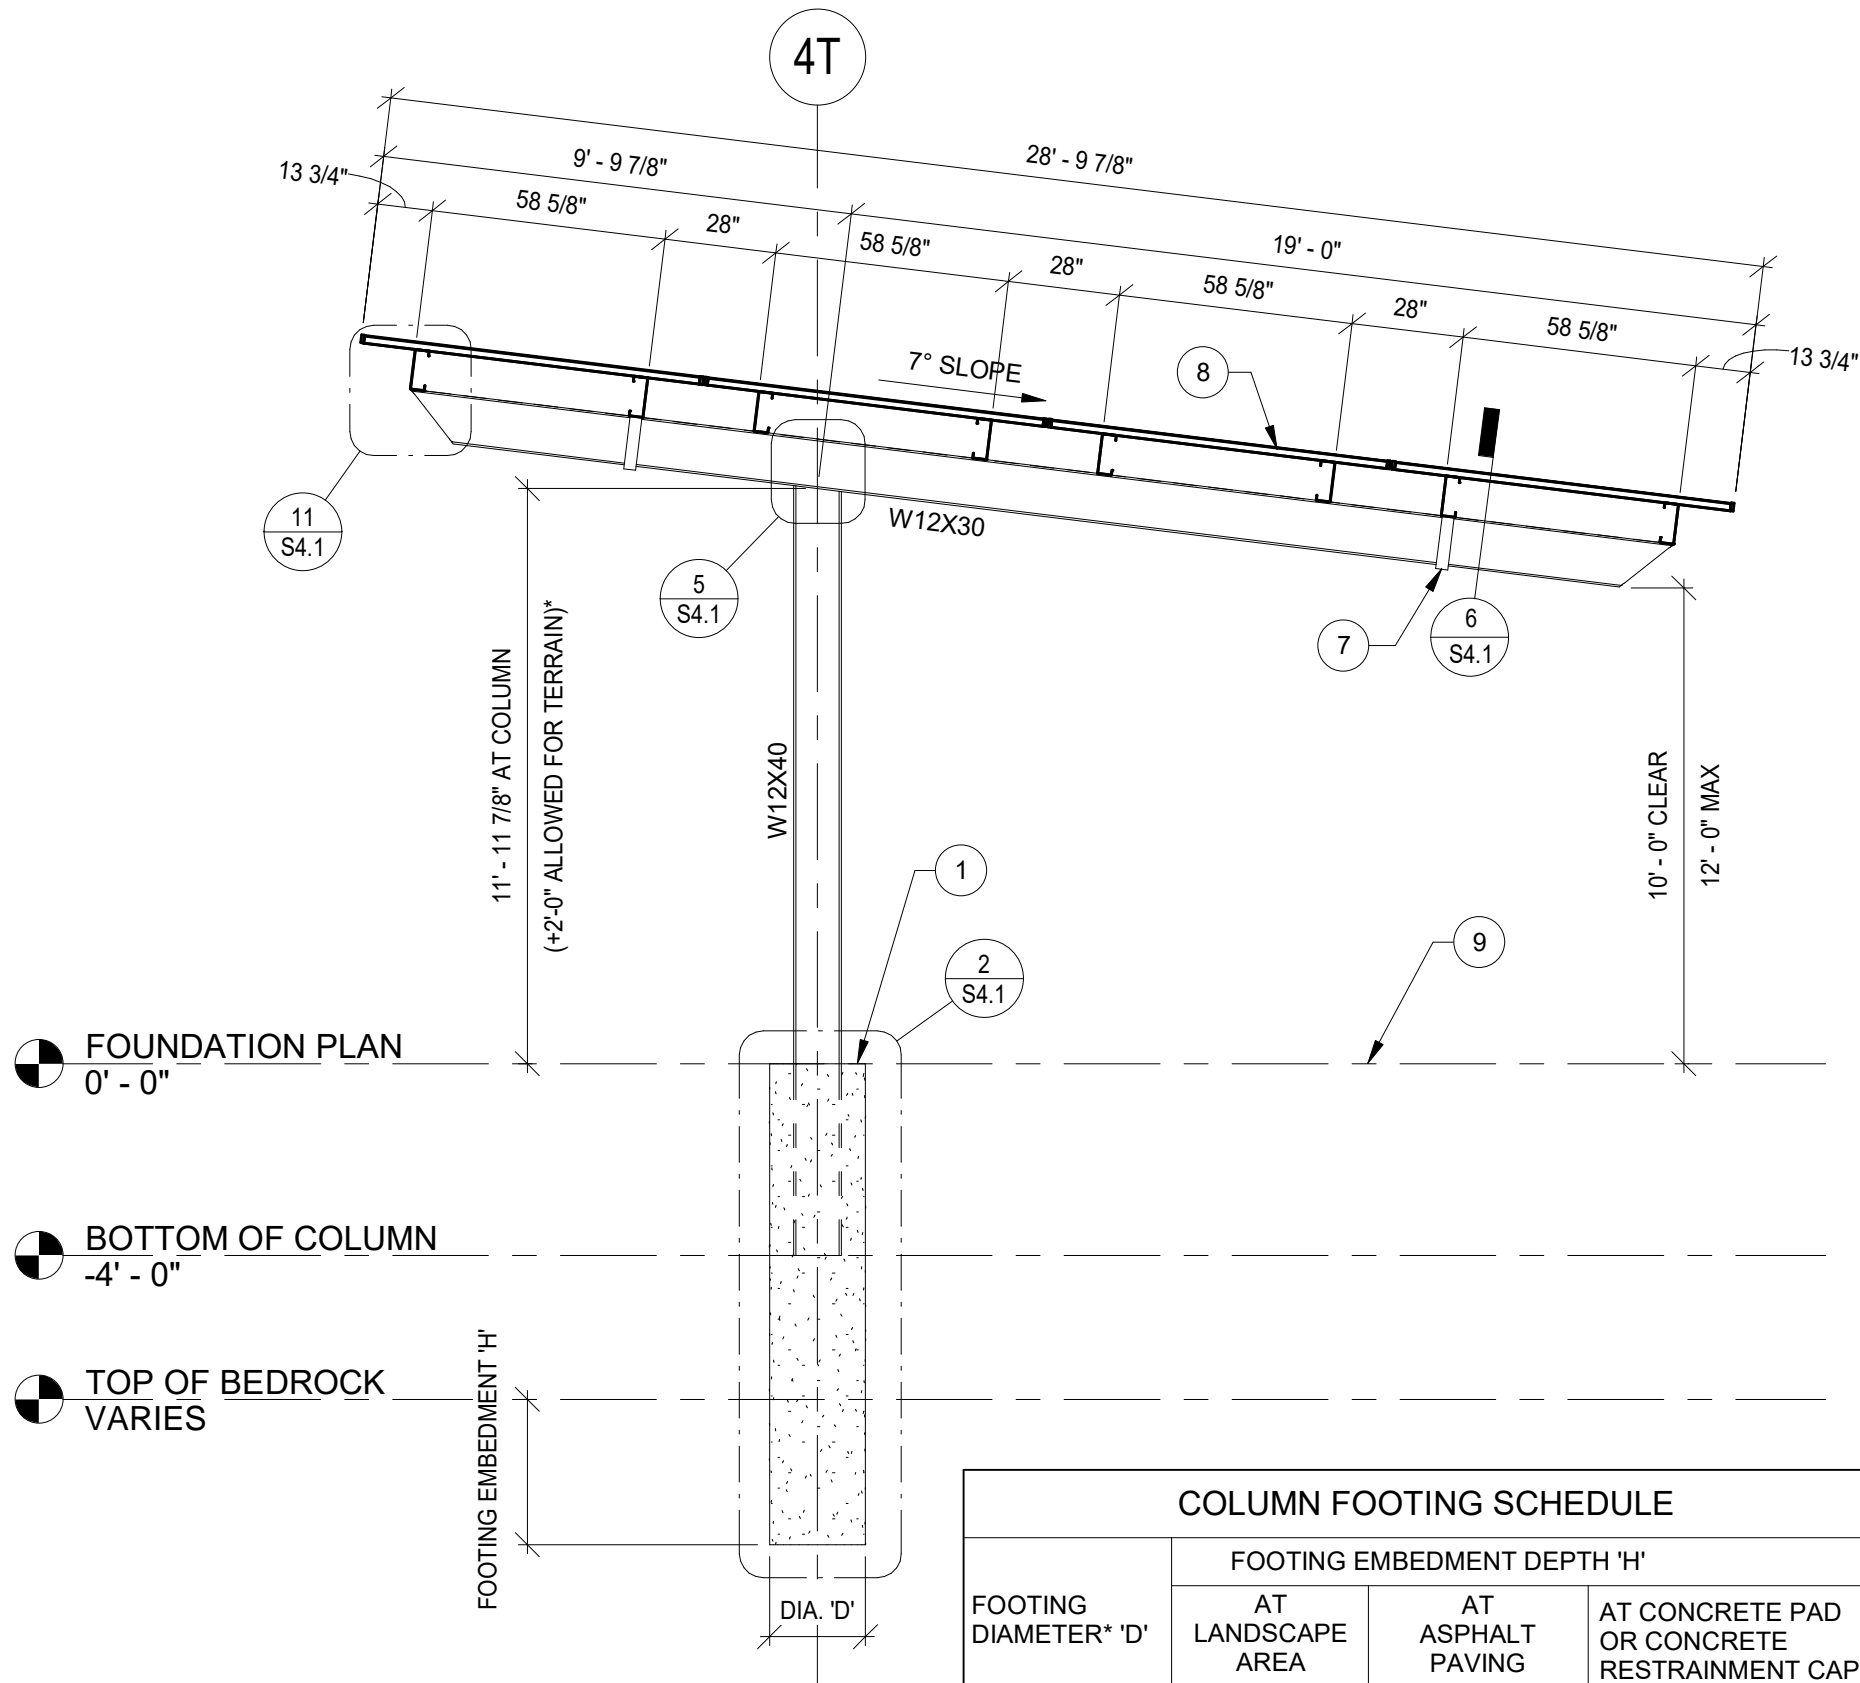 4T
28' - 9 7/8"
9' - 9 7/8"
19' - 0"
13 3/4"
58 5/8"
28"
58 5/8"
28"
58 5/8"
28"
58 5/8"
13 3/4"
7° SLOPE
8
11
S4.1
5
S4.1
W12X30
7
6
S4.1
11' - 11 7/8" AT COLUMN
(+2'-0" ALLOWED FOR TERRAIN)*
W12X40
10' - 0" CLEAR
12' - 0" MAX
1
2
S4.1
9
FOUNDATION PLAN
0' - 0"
BOTTOM OF COLUMN
-4' - 0"
TOP OF BEDROCK
VARIES
FOOTING EMBEDMENT 'H'
DIA. 'D'
COLUMN FOOTING SCHEDULE
FOOTING EMBEDMENT DEPTH 'H'
FOOTING
DIAMETER* 'D'
AT
LANDSCAPE
AREA
AT
ASPHALT
PAVING
AT CONCRETE PAD
OR CONCRETE
RESTRAINMENT CAP